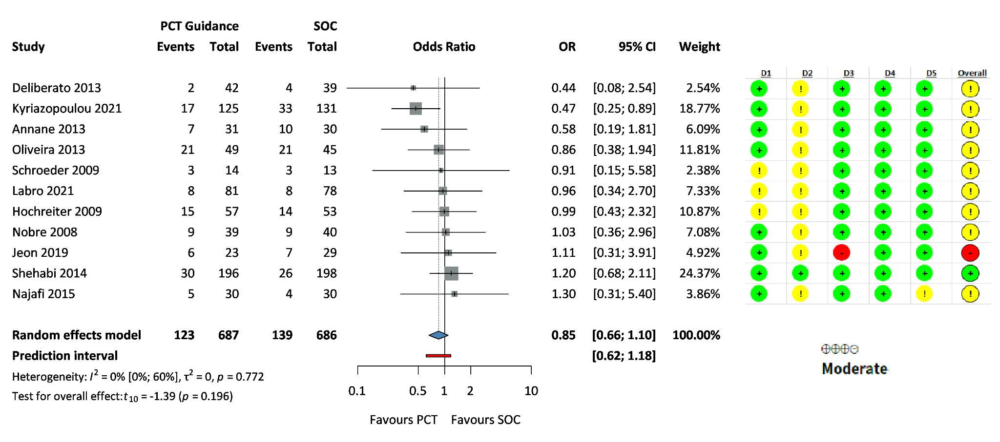 PCT Guidance SOC
Study Events Total Events Total Odds Ratio OR 95% CI Weight
D1 D2 D3 D4 D5 Overall
Deliberato 2013 2 42 4 39 0.44 [0.08; 2.54] 2.54% + ! + + + !
Kyriazopoulou 2021 17 125 33 131 0.47 [0.25; 0.89] 18.77% + ! + + + !
Annane 2013 7 31 10 30 0.58 [0.19; 1.81] 6.09% + ! + + + !
Oliveira 2013 21 49 21 45 0.86 [0.38; 1.94] 11.81% + ! + + + !
Schroeder 2009 3 14 3 13 0.91 [0.15; 5.58] 2.38% ! ! + + + !
Labro 2021 8 81 8 78 0.96 [0.34; 2.70] 7.33% ! ! + + + !
Hochreiter 2009 15 57 14 53 0.99 [0.43; 2.32] 10.87% ! ! + + + !
Nobre 2008 9 39 9 40 1.03 [0.36; 2.96] 7.08% + ! + + + !
Jeon 2019 6 23 7 29 1.11 [0.31; 3.91] 4.92% + ! - + + -
Shehabi 2014 30 196 26 198 1.20 [0.68; 2.11] 24.37% + + + + + +
Najafi 2015 5 30 4 30 1.30 [0.31; 5.40] 3.86% + ! + + ! !
Random effects model 123 687 139 686 0.85 [0.66; 1.10] 100.00%
Prediction interval [0.62; 1.18]
⊕⊕⊕⊖
Moderate
Heterogeneity: I² = 0% [0%; 60%], τ² = 0, p = 0.772
Test for overall effect: t₁₀ = -1.39 (p = 0.196)
0.1 0.5 1 2 10
Favours PCT Favours SOC